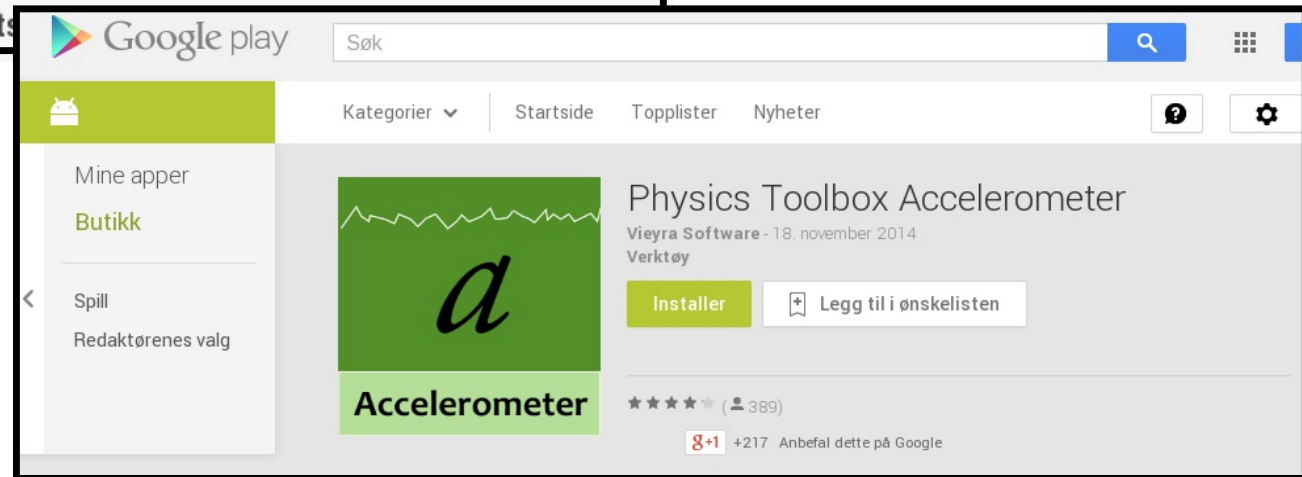 ts
Google play
Søk
Kategorier
Startside
Topplister
Nyheter
Mine apper
Butikk
Spill
Redaktørenes valg
a
Accelerometer
Physics Toolbox Accelerometer
Vieyra Software - 18. november 2014
Verktøy
Installer
Legg til i ønskelisten
( 389)
g+1 +217 Anbefal dette på Google